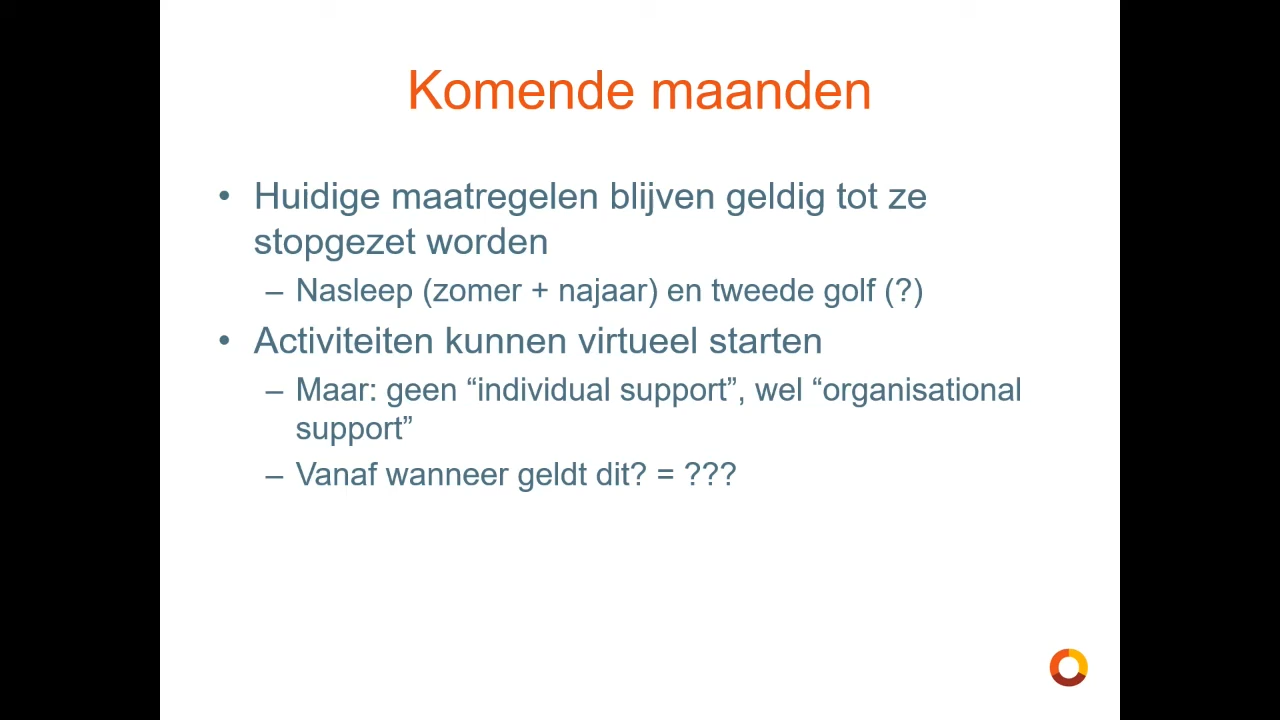 Komende maanden
• Huidige maatregelen blijven geldig tot ze
stopgezet worden
– Nasleep (zomer + najaar) en tweede golf (?)
• Activiteiten kunnen virtueel starten
– Maar: geen “individual support”, wel “organisational
support”
– Vanaf wanneer geldt dit? = ???